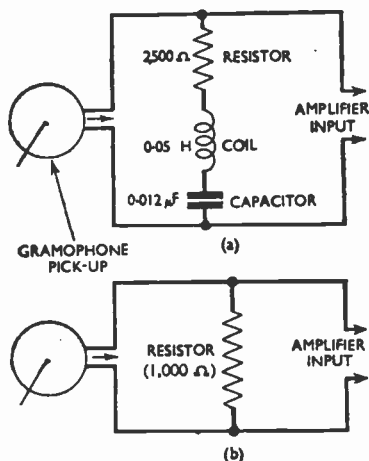 2,500 Ω RESISTOR
AMPLIFIER
INPUT
0·05 H COIL
0·012 μF CAPACITOR
GRAMOPHONE
PICK-UP
(a)
RESISTOR
(1,000 Ω)
AMPLIFIER
INPUT
(b)